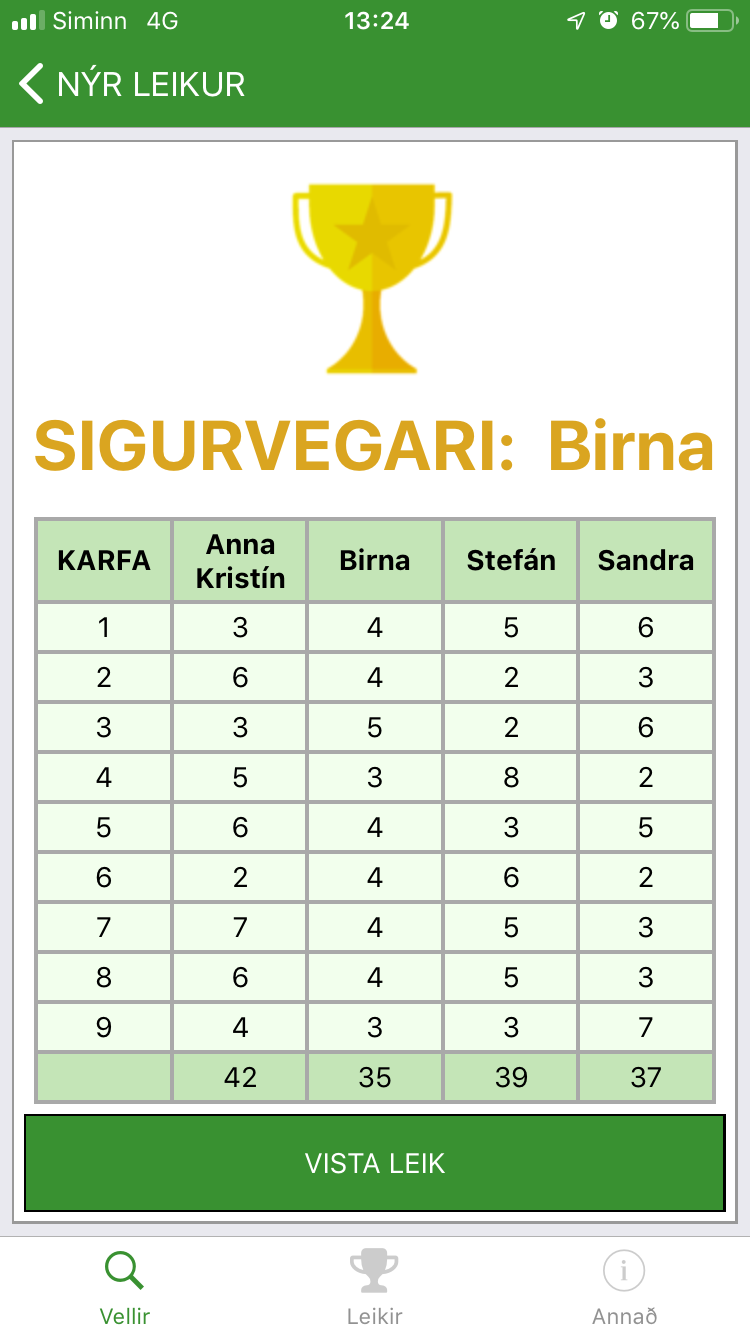 Síminn 4G 13:24 67%
NÝR LEIKUR
SIGURVEGARI: Birna
KARFA Anna Kristín Birna Stefán Sandra
1 3 4 5 6
2 6 4 2 3
3 3 5 2 6
4 5 3 8 2
5 6 4 3 5
6 2 4 6 2
7 7 4 5 3
8 6 4 5 3
9 4 3 3 7
42 35 39 37
VISTA LEIK
Vellir Leikir Annað